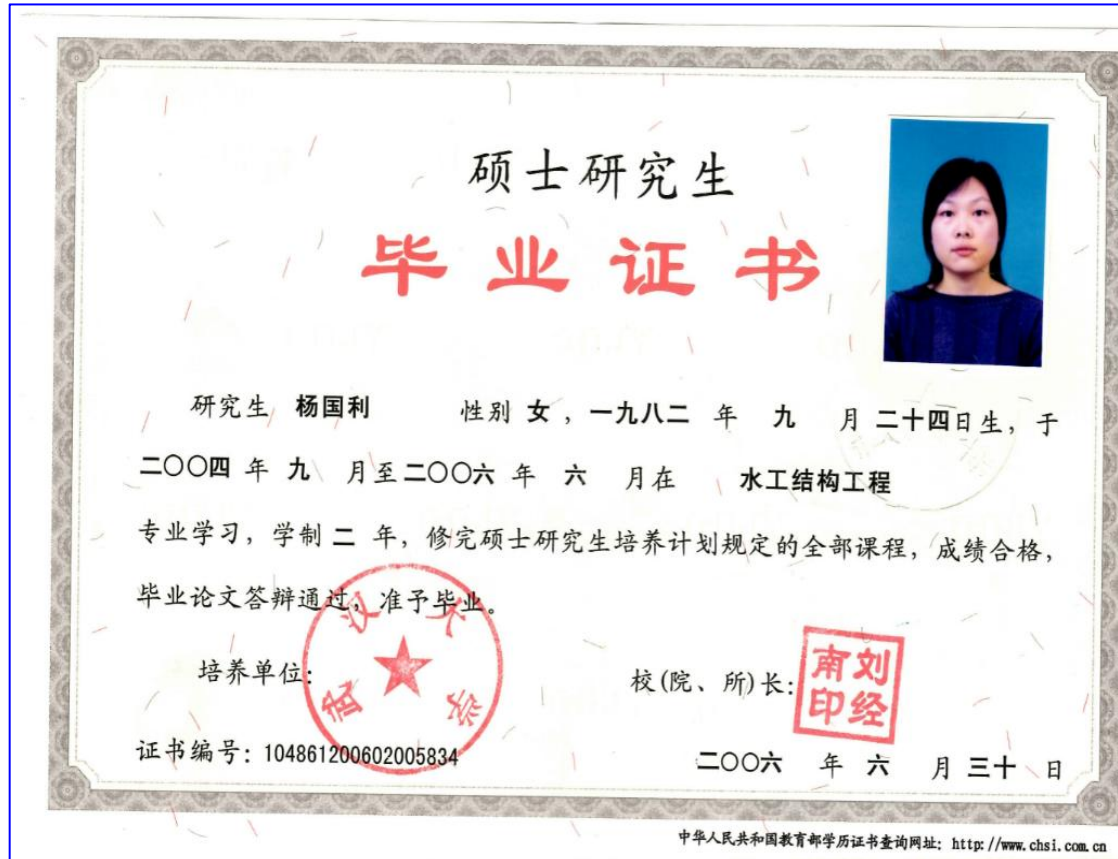 硕士研究生
毕业证书
研究生 杨国利 性别 女，一九八二 年 九 月 二十四日生，于
二〇〇四 年 九 月至二〇〇六 年 六 月在 水工结构工程
专业学习，学制 二 年，修完硕士研究生培养计划规定的全部课程，成绩合格，
毕业论文答辩通过，准予毕业。
培养单位：
武汉大学
校(院、所)长：
刘经南印
证书编号：104861200602005834
二〇〇六 年 六 月 三十 日
中华人民共和国教育部学历证书查询网址：http://www.chsi.com.cn